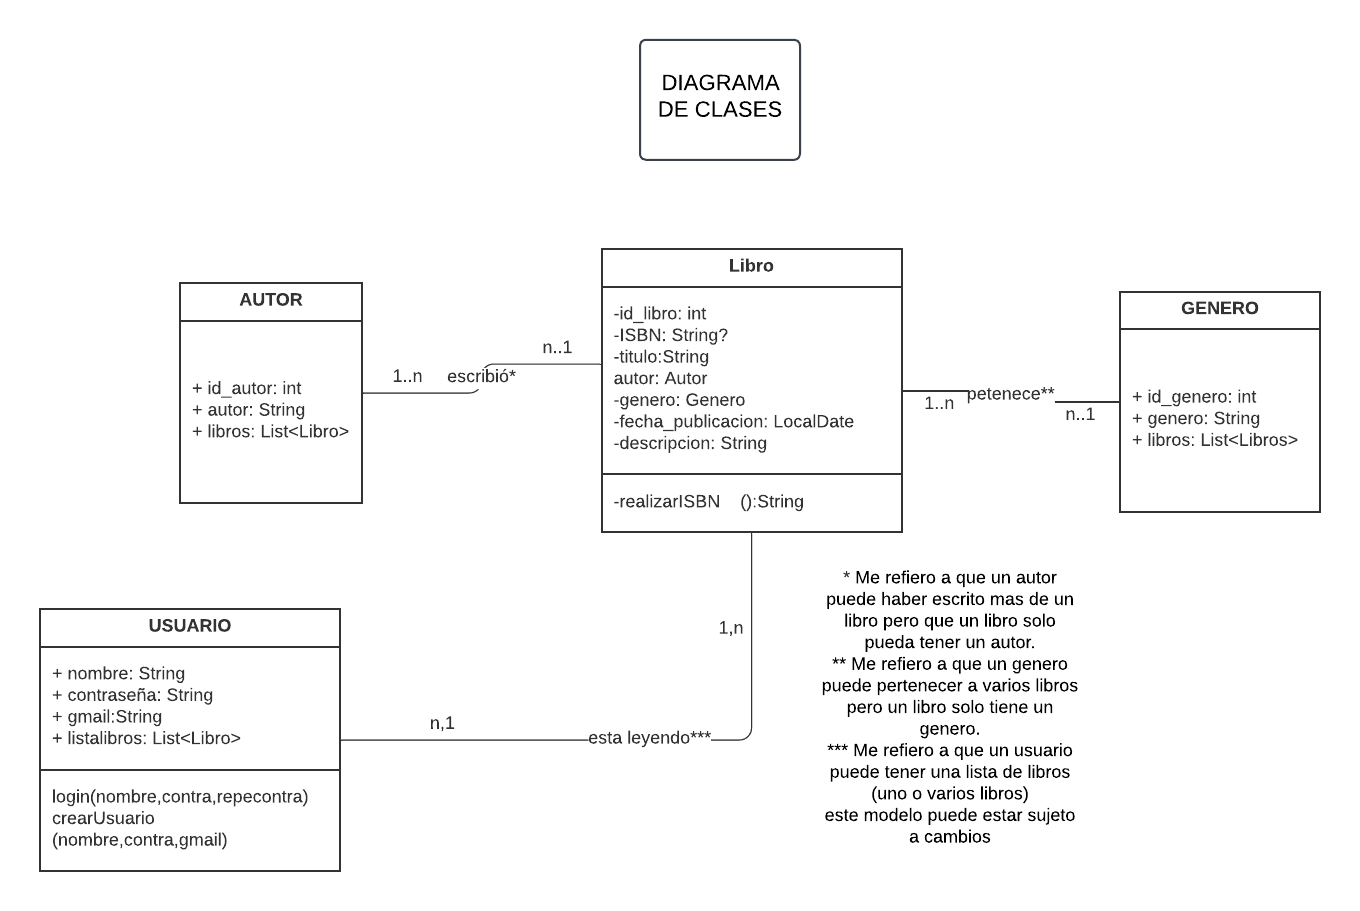 DIAGRAMA
DE CLASES
AUTOR
+ id_autor: int
+ autor: String
+ libros: List<Libro>
1..n
escribió*
n..1
Libro
-id_libro: int
-ISBN: String?
-titulo:String
autor: Autor
-genero: Genero
-fecha_publicacion: LocalDate
-descripcion: String
-realizarISBN    ():String
1..n
petenece**
n..1
GENERO
+ id_genero: int
+ genero: String
+ libros: List<Libros>
USUARIO
+ nombre: String
+ contraseña: String
+ gmail:String
+ listalibros: List<Libro>
login(nombre,contra,repecontra)
crearUsuario
(nombre,contra,gmail)
n,1
esta leyendo***
1,n
* Me refiero a que un autor
puede haber escrito mas de un
libro pero que un libro solo
pueda tener un autor.
** Me refiero a que un genero
puede pertenecer a varios libros
pero un libro solo tiene un
genero.
*** Me refiero a que un usuario
puede tener una lista de libros
(uno o varios libros)
este modelo puede estar sujeto
a cambios